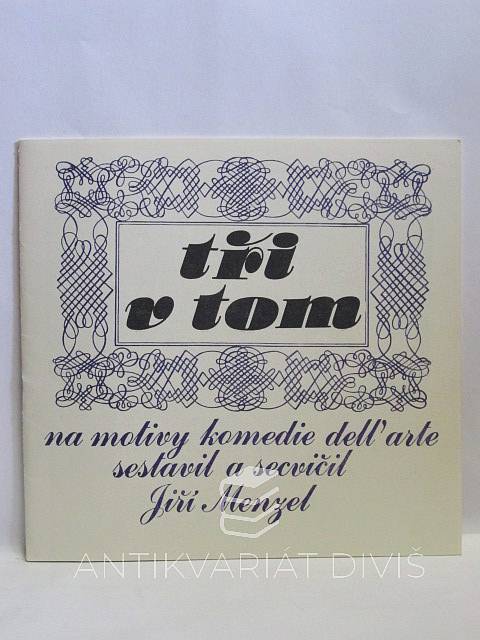 tři
v tom
na motivy komedie dell'arte
sestavil a secvičil
Jiří Menzel
ANTIKVARIÁT DIVIŠ